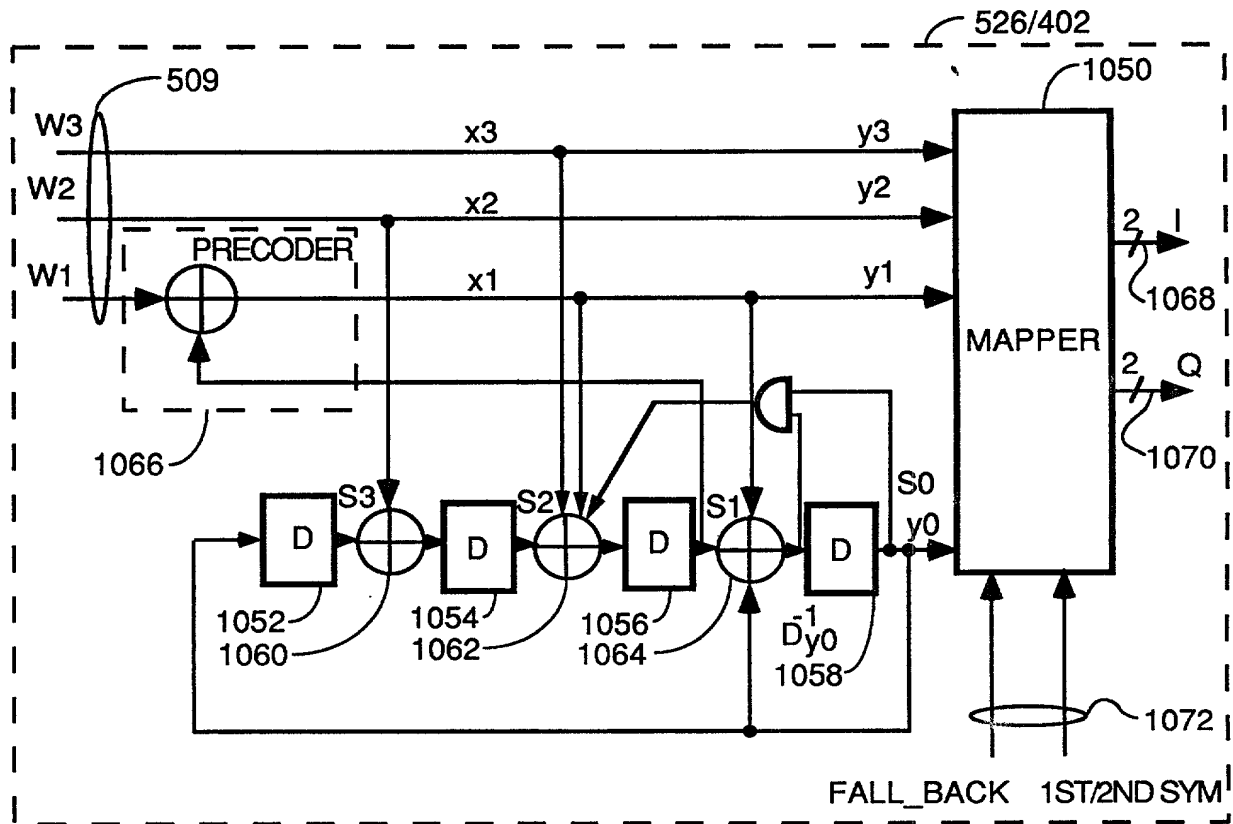 526/402
509
1050
W3
x3
y3
W2
x2
y2
PRECODER
2
I
W1
x1
y1
1068
MAPPER
2
Q
1066
1070
S3
S2
S1
S0
y0
D
D
D
D
1052
1054
1056
D-1y0
1060
1062
1064
1058
1072
FALL_BACK
1ST/2ND SYM